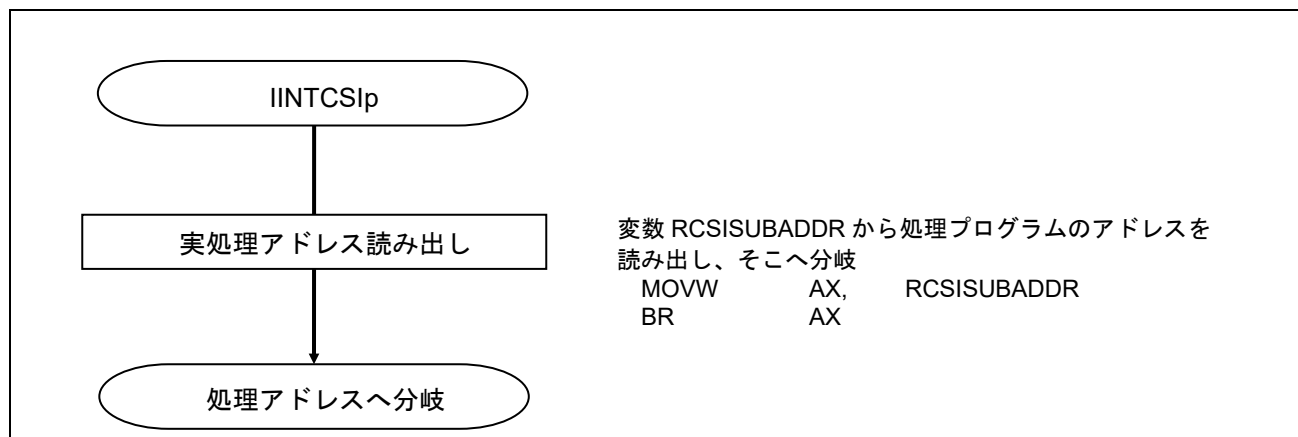 IINTCSIp
実処理アドレス読み出し
変数 RCSISUBADDR から処理プログラムのアドレスを
読み出し、そこへ分岐
MOVW AX, RCSISUBADDR
BR AX
処理アドレスへ分岐